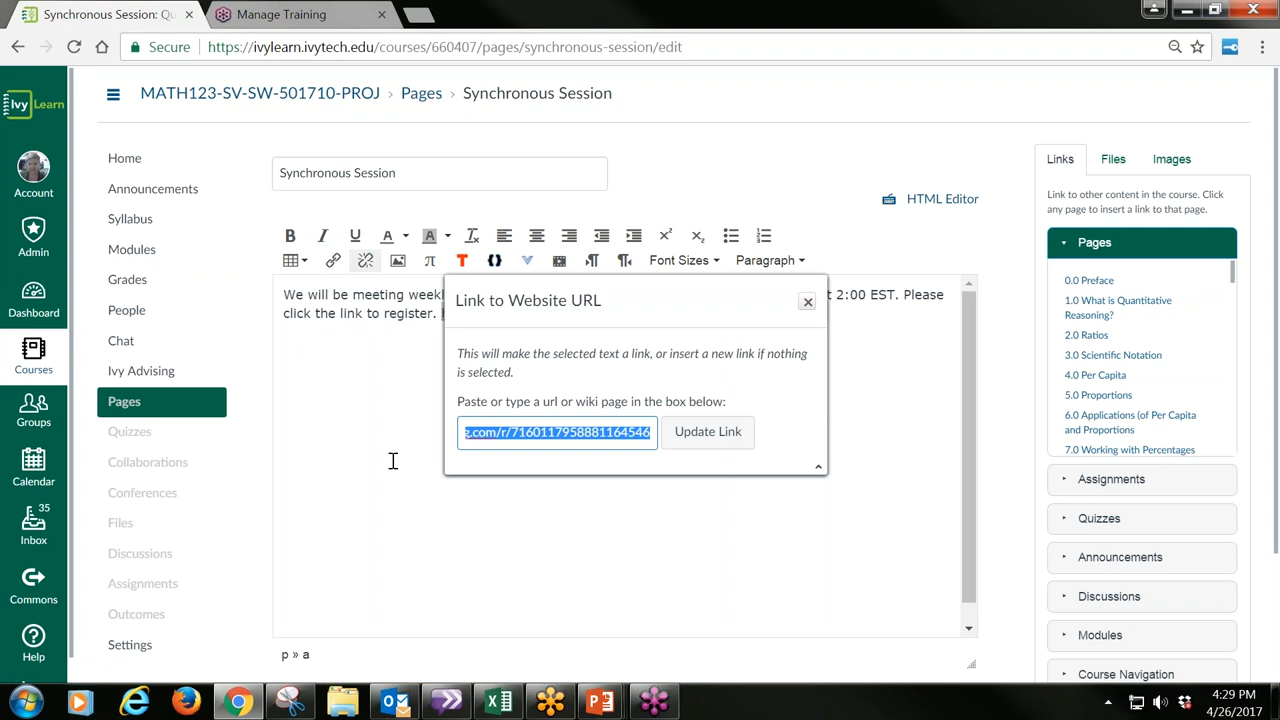 Synchronous Session: Qu
Manage Training
Secure
https://ivylearn.ivytech.edu/courses/660407/pages/synchronous-session/edit
IvyLearn
Account
Admin
Dashboard
Courses
Groups
Calendar
35
Inbox
Commons
Help
MATH123-SV-SW-501710-PROJ › Pages › Synchronous Session
Home
Announcements
Syllabus
Modules
Grades
People
Chat
Ivy Advising
Pages
Quizzes
Collaborations
Conferences
Files
Discussions
Assignments
Outcomes
Settings
Synchronous Session
HTML Editor
B I U A A
Font Sizes
Paragraph
We will be meeting weekl
t 2:00 EST. Please
click the link to register.
Link to Website URL
This will make the selected text a link, or insert a new link if nothing
is selected.
Paste or type a url or wiki page in the box below:
g.com/r/7160117958881164546
Update Link
p » a
Links
Files
Images
Link to other content in the course. Click
any page to insert a link to that page.
Pages
0.0 Preface
1.0 What is Quantitative
Reasoning?
2.0 Ratios
3.0 Scientific Notation
4.0 Per Capita
5.0 Proportions
6.0 Applications (of Per Capita
and Proportions
7.0 Working with Percentages
Assignments
Quizzes
Announcements
Discussions
Modules
Course Navigation
4:29 PM
4/26/2017